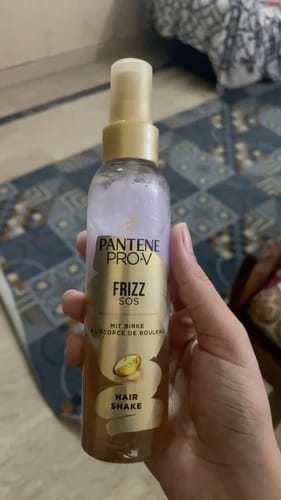 PANTENE
PRO-V
FRIZZ
SOS
MIT BIRKE
À L'ÉCORCE DE BOULEAU
HAIR
SHAKE